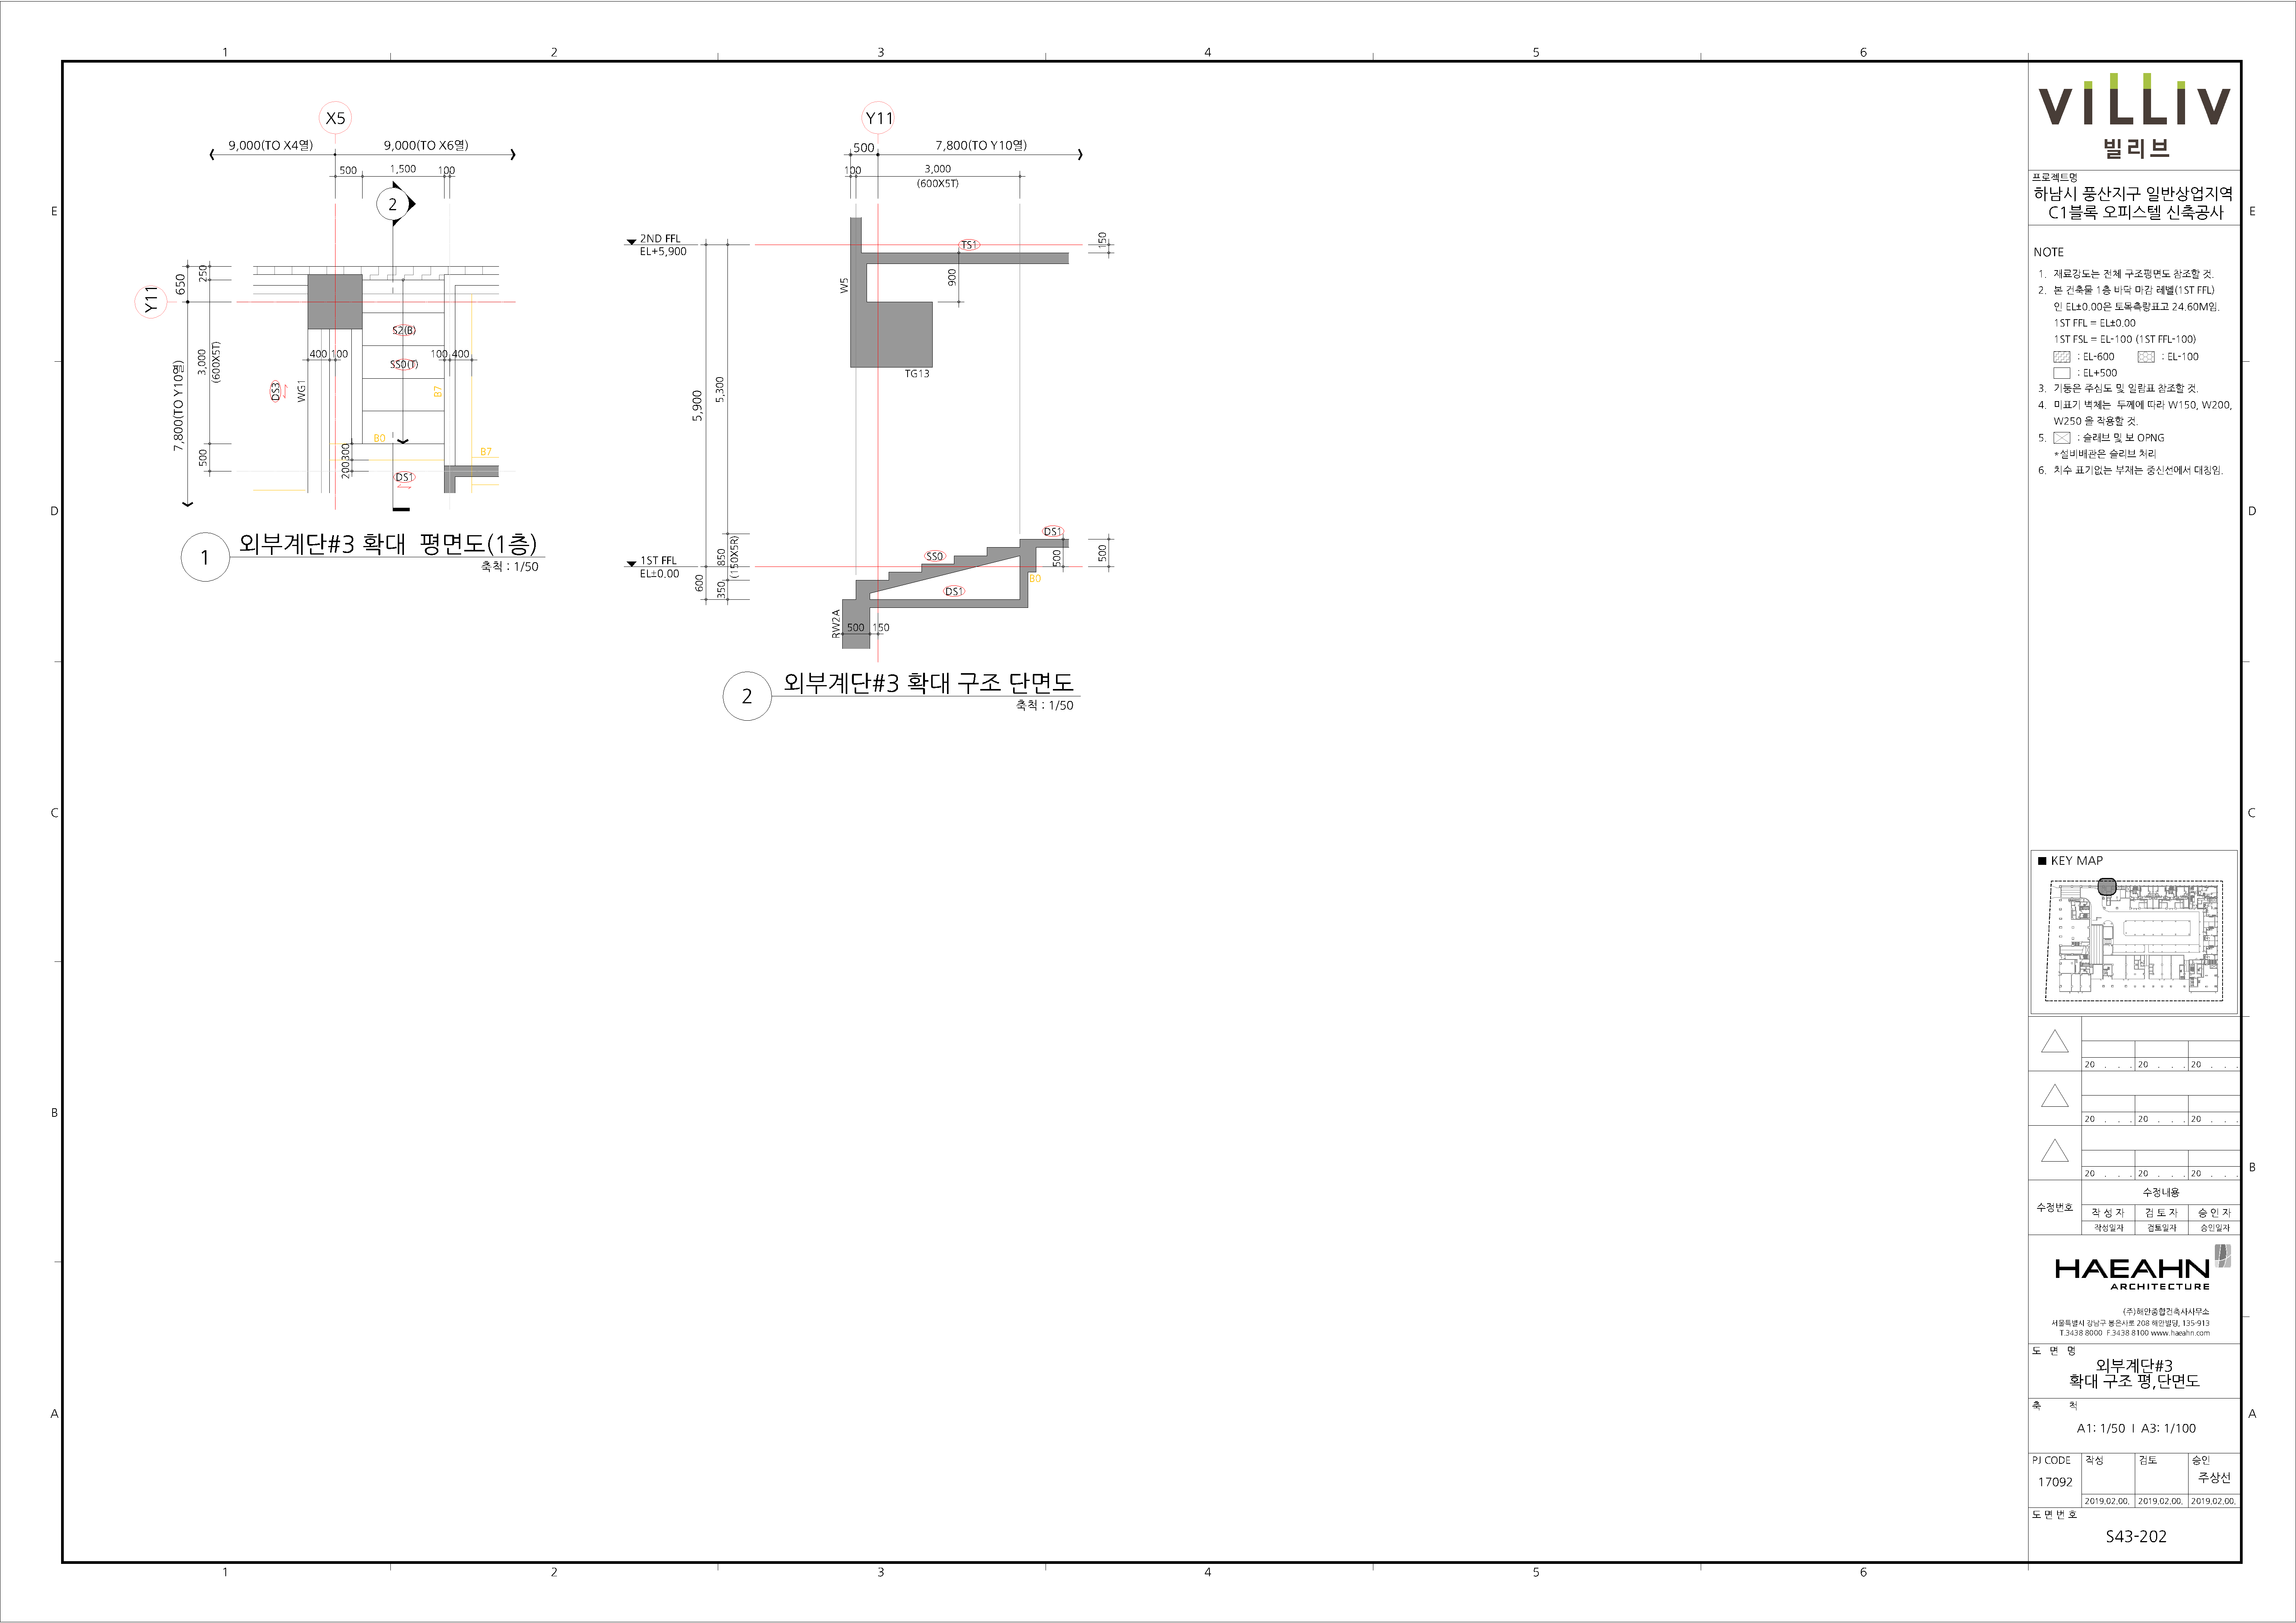 1 2 3 4 5 6
E
D
C
B
A
X5
9,000(TO X4열)
9,000(TO X6열)
500
1,500
100
2
Y11
650
250
7,800(TO Y10열)
3,000
(600X5T)
500
S2(B)
SS0(T)
400 100
100 400
DS3
WG1
B7
B0
B7
300
200
DS1
1
외부계단#3 확대 평면도(1층)
축척 : 1/50
Y11
500
7,800(TO Y10열)
100
3,000
(600X5T)
2ND FFL
EL+5,900
TS1
150
900
W5
TG13
5,900
5,300
1ST FFL
EL±0.00
600
850
(150X5R)
350
SS0
DS1
500
500
B0
DS1
RW2A
500 150
2
외부계단#3 확대 구조 단면도
축척 : 1/50
VILLIV
빌리브
프로젝트명
하남시 풍산지구 일반상업지역
C1블록 오피스텔 신축공사
NOTE
1. 재료강도는 전체 구조평면도 참조할 것.
2. 본 건축물 1층 바닥 마감 레벨(1ST FFL)
인 EL±0.00은 토목측량표고 24.60M임.
1ST FFL = EL±0.00
1ST FSL = EL-100 (1ST FFL-100)
: EL-600 : EL-100
: EL+500
3. 기둥은 주심도 및 일람표 참조할 것.
4. 미표기 벽체는 두께에 따라 W150, W200,
W250 을 적용할 것.
5. : 슬래브 및 보 OPNG
*설비배관은 슬리브 처리
6. 치수 표기없는 부재는 중신선에서 대칭임.
■ KEY MAP
20 . . . 20 . . . 20 . . .
20 . . . 20 . . . 20 . . .
20 . . . 20 . . . 20 . . .
수정번호
수정내용
작 성 자 검 토 자 승 인 자
작성일자 검토일자 승인일자
HAEAHN
ARCHITECTURE
(주)해안종합건축사사무소
서울특별시 강남구 봉은사로 208 해안빌딩, 135-913
T.3438 8000 F.3438 8100 www.haeahn.com
도 면 명
외부계단#3
확대 구조 평,단면도
축 척
A1: 1/50 I A3: 1/100
PJ CODE 작성 검토 승인
17092 주상선
2019.02.00. 2019.02.00. 2019.02.00.
도 면 번 호
S43-202
E
D
C
B
A
1 2 3 4 5 6